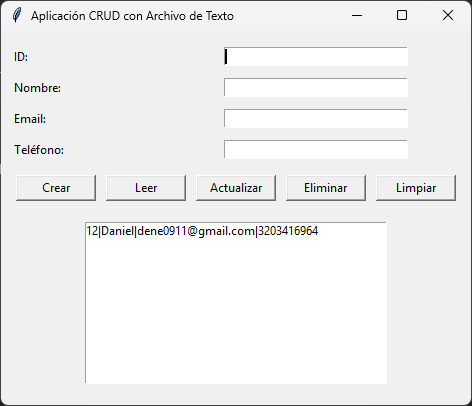 Aplicación CRUD con Archivo de Texto
ID:
Nombre:
Email:
Teléfono:
Crear Leer Actualizar Eliminar Limpiar
12|Daniel|dene0911@gmail.com|3203416964